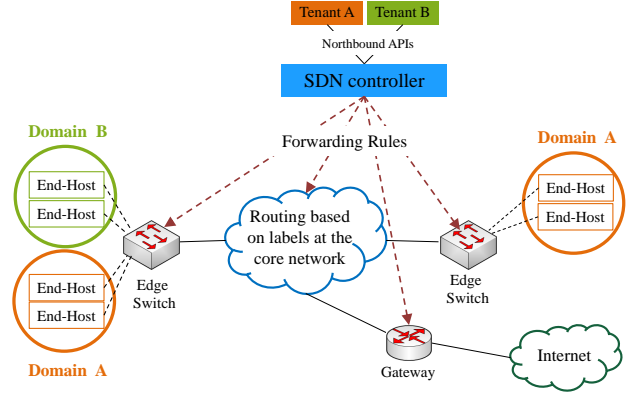 Tenant A
Tenant B
Northbound APIs
SDN controller
Forwarding Rules
Domain B
End-Host
End-Host
Domain A
End-Host
End-Host
Routing based
on labels at the
core network
Edge
Switch
Edge
Switch
End-Host
End-Host
Domain A
Gateway
Internet